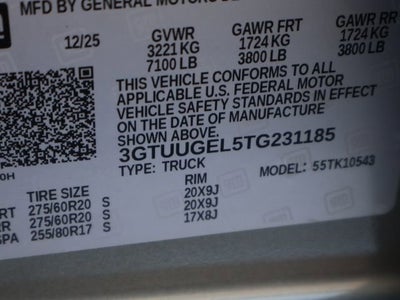 MFD BY GENERAL MOTORS
12/25 GVWR GAWR FRT GAWR RR
3221 KG 1724 KG 1724 KG
7100 LB 3800 LB 3800 LB
THIS VEHICLE CONFORMS TO ALL
APPLICABLE U.S. FEDERAL MOTOR
VEHICLE SAFETY STANDARDS IN EFFECT
ON THE DATE OF MANUFACTURE
SHOWN ABOVE.
3GTUUGEL5TG231185
TYPE: TRUCK MODEL: 55TK10543
TIRE SIZE RIM
RT 275/60R20 S 20X9J
RR 275/60R20 S 20X9J
SPA 255/80R17 S 17X8J